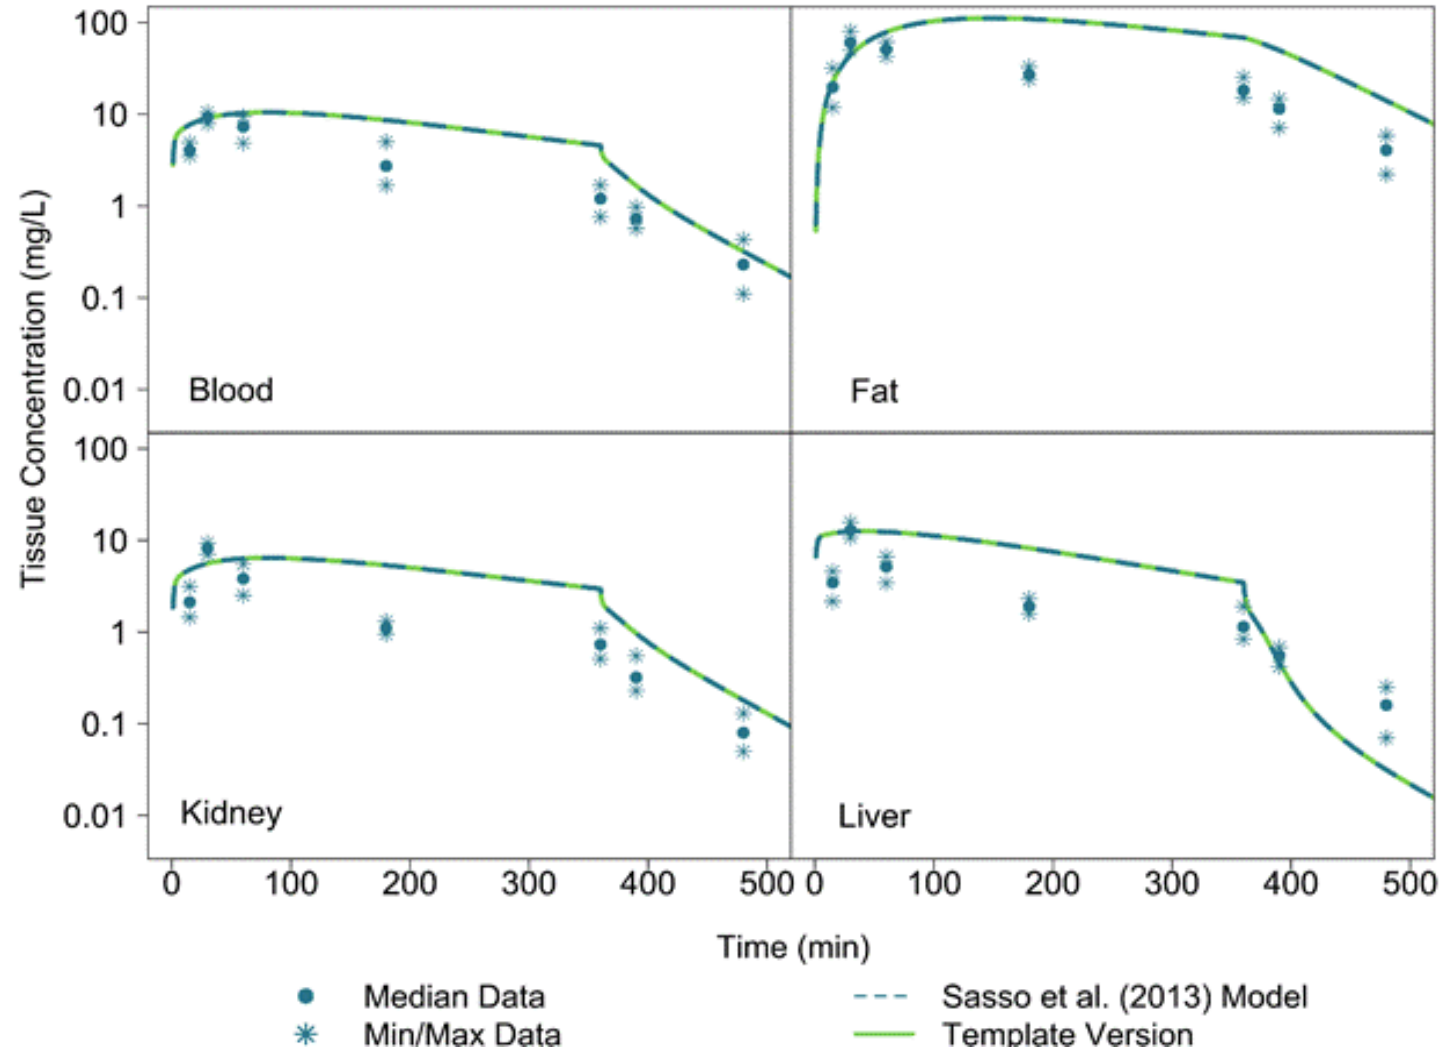 Tissue Concentration (mg/L)
100
10
1
0.1
0.01
Blood
Fat
100
10
1
0.1
0.01
Kidney
Liver
0 100 200 300 400 500 0 100 200 300 400 500
Time (min)
Median Data
Min/Max Data
Sasso et al. (2013) Model
Template Version